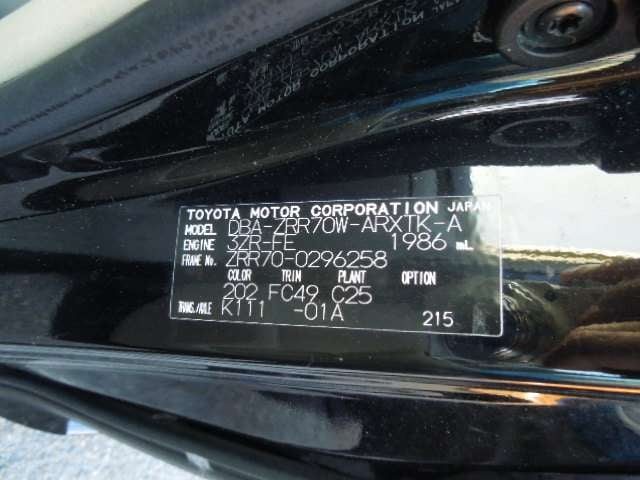 TOYOTA MOTOR CORPORATION JAPAN
MODEL DBA-ZRR70W-ARXTK-A
ENGINE 3ZR-FE 1986 mL
FRAME No. ZRR70-0296258
COLOR TRIM PLANT OPTION
202 FC49 C25
TRANS./AXLE K111 -01A 215